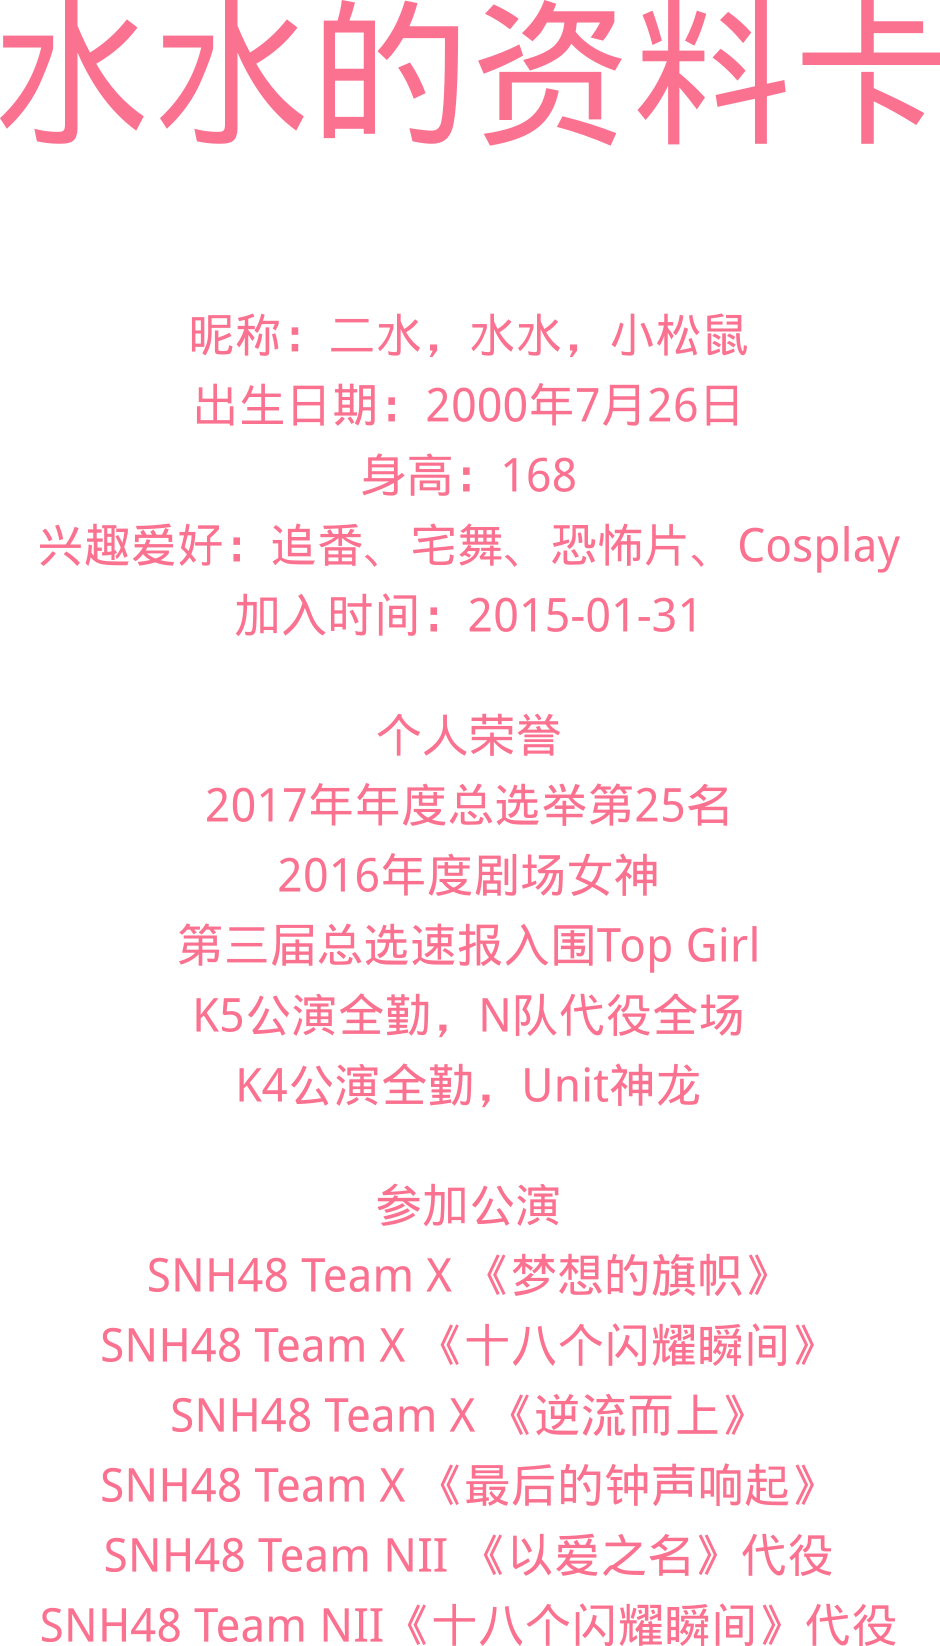 水水的资料卡
昵称：二水，水水，小松鼠
出生日期：2000年7月26日
身高：168
兴趣爱好：追番、宅舞、恐怖片、Cosplay
加入时间：2015-01-31
个人荣誉
2017年年度总选举第25名
2016年度剧场女神
第三届总选速报入围Top Girl
K5公演全勤，N队代役全场
K4公演全勤，Unit神龙
参加公演
SNH48 Team X 《梦想的旗帜》
SNH48 Team X 《十八个闪耀瞬间》
SNH48 Team X 《逆流而上》
SNH48 Team X 《最后的钟声响起》
SNH48 Team NII 《以爱之名》代役
SNH48 Team NII《十八个闪耀瞬间》代役